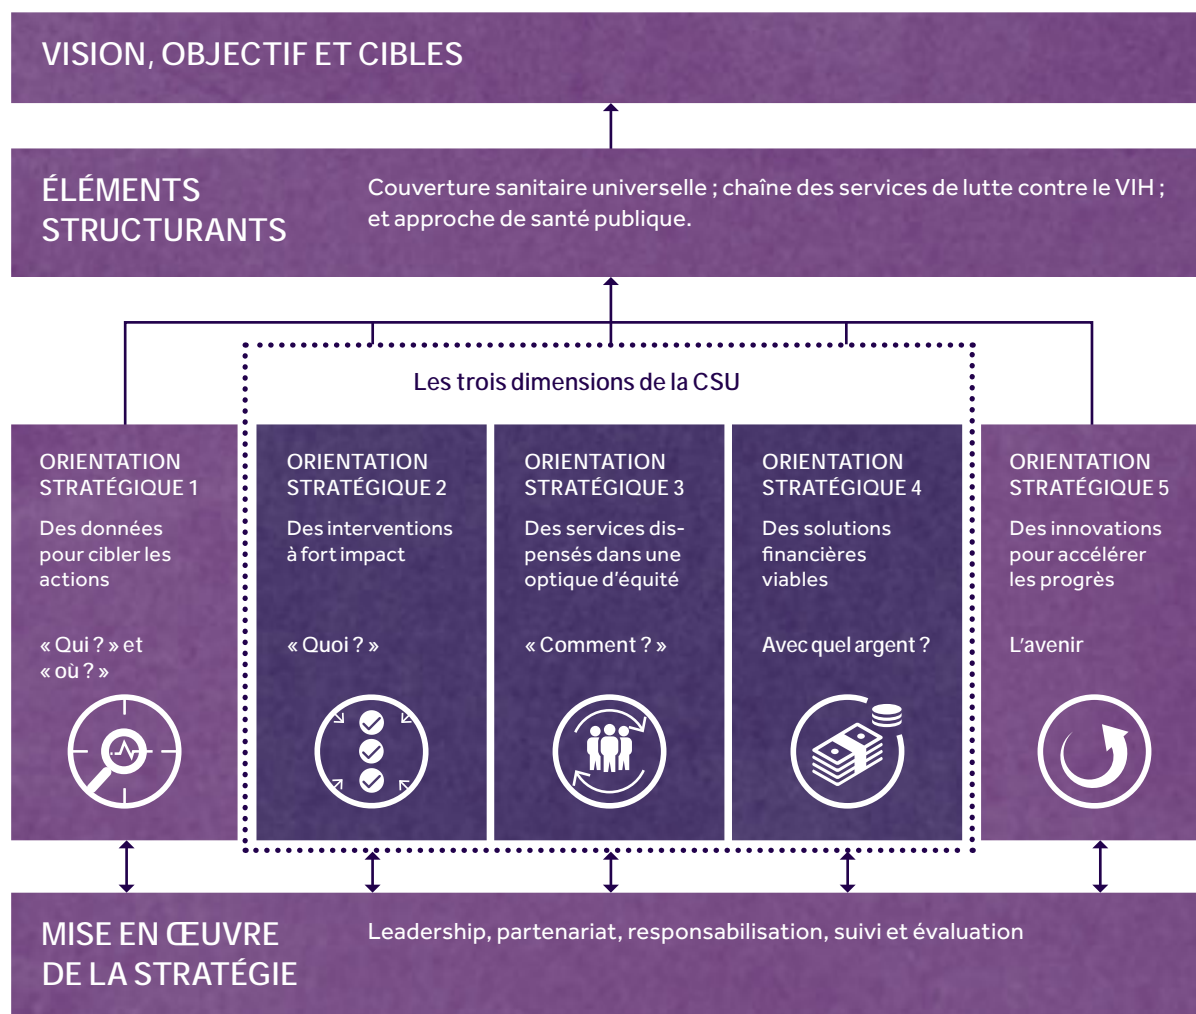 VISION, OBJECTIF ET CIBLES
ÉLÉMENTS
STRUCTURANTS
Couverture sanitaire universelle ; chaîne des services de lutte contre le VIH ;
et approche de santé publique.
Les trois dimensions de la CSU
ORIENTATION
STRATÉGIQUE 1
Des données
pour cibler les
actions
« Qui ? » et
« où ? »
ORIENTATION
STRATÉGIQUE 2
Des interventions
à fort impact
« Quoi ? »
ORIENTATION
STRATÉGIQUE 3
Des services dis-
pensés dans une
optique d'équité
« Comment ? »
ORIENTATION
STRATÉGIQUE 4
Des solutions
financières
viables
Avec quel argent ?
ORIENTATION
STRATÉGIQUE 5
Des innovations
pour accélérer
les progrès
L'avenir
MISE EN ŒUVRE
DE LA STRATÉGIE
Leadership, partenariat, responsabilisation, suivi et évaluation